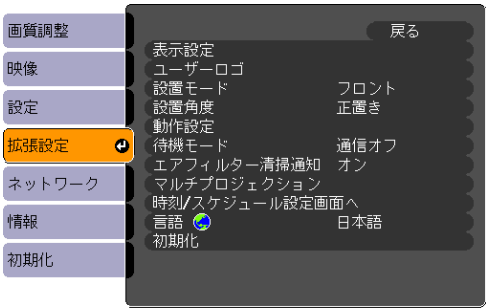 画質調整
映像
設定
拡張設定
ネットワーク
情報
初期化
戻る
表示設定
ユーザーロゴ
設置モード フロント
設置角度 正置き
動作設定
待機モード 通信オフ
エアフィルター清掃通知 オン
マルチプロジェクション
時刻/スケジュール設定画面へ
言語 日本語
初期化